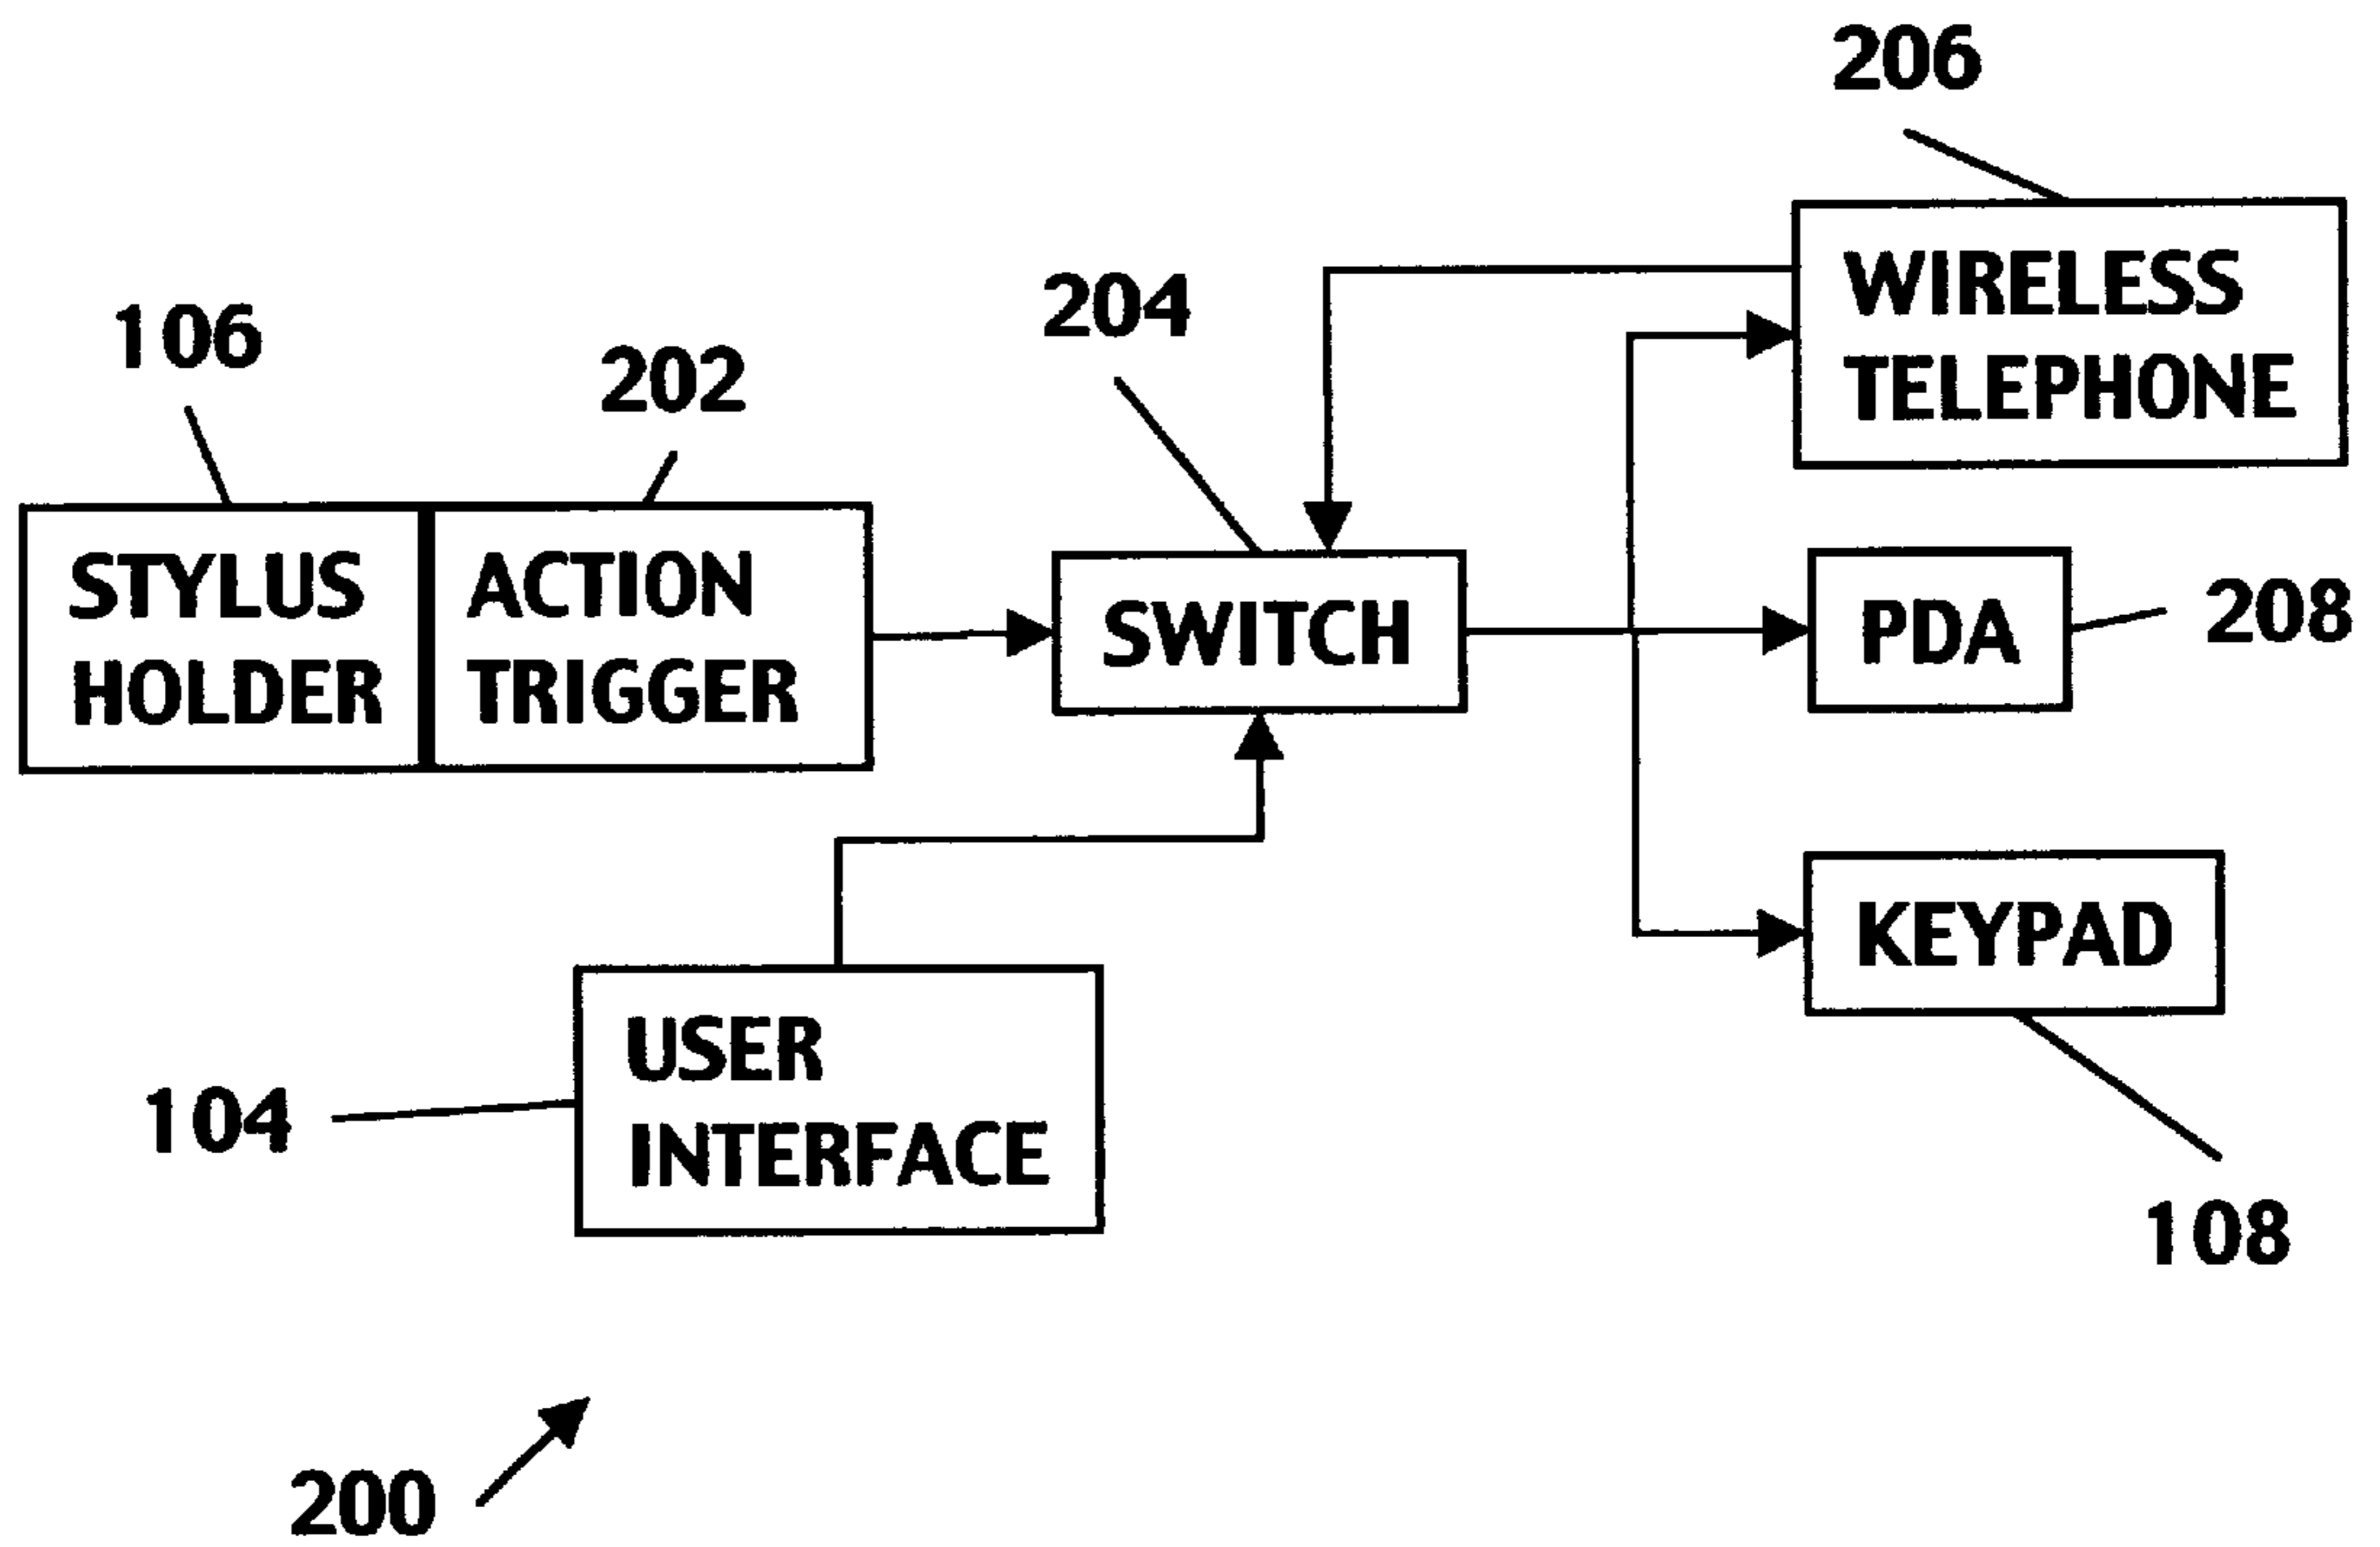 206
WIRELESS
TELEPHONE
204
106
202
STYLUS
HOLDER
ACTION
TRIGGER
SWITCH
PDA
208
KEYPAD
USER
INTERFACE
104
108
200